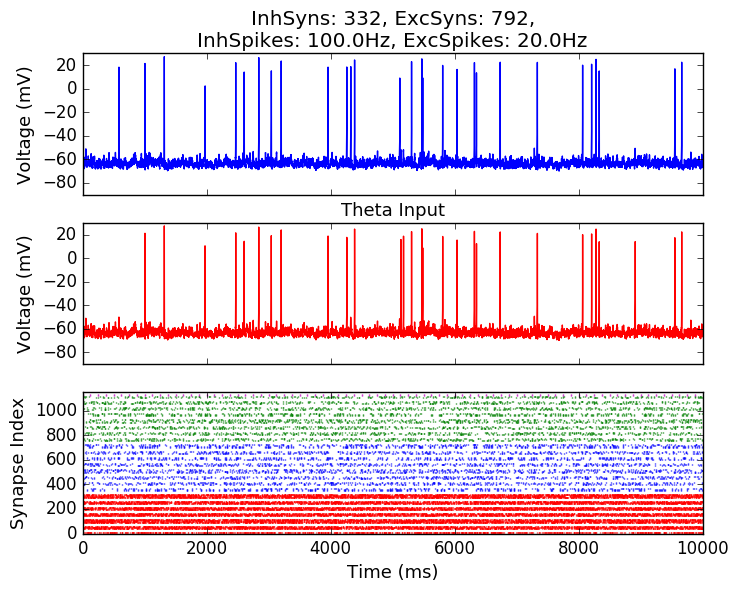 InhSyns: 332, ExcSyns: 792,
InhSpikes: 100.0Hz, ExcSpikes: 20.0Hz
Voltage (mV)
20
0
−20
−40
−60
−80
Theta Input
Voltage (mV)
20
0
−20
−40
−60
−80
Synapse Index
1000
800
600
400
200
0
0 2000 4000 6000 8000 10000
Time (ms)